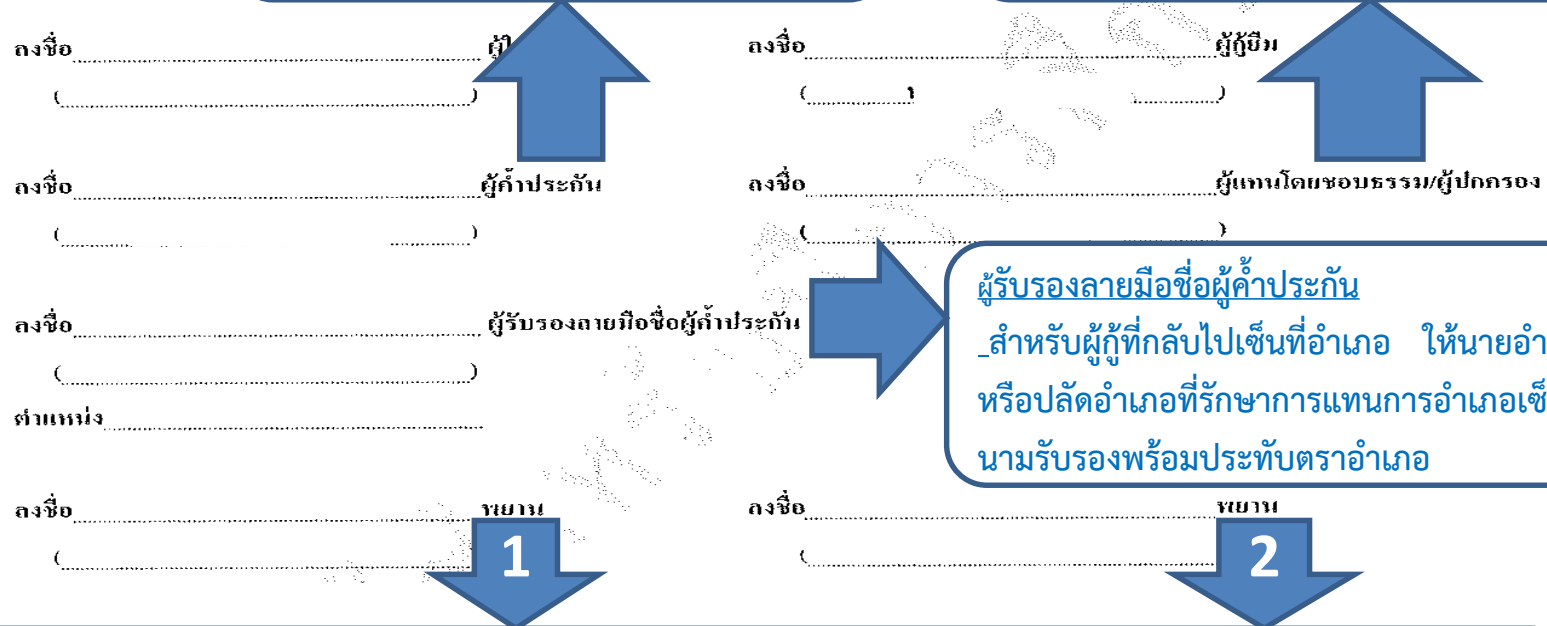 ลงชื่อ ผู้ใ ลงชื่อ ผู้กู้ยืม
( ) ( )
ลงชื่อ ผู้ค้ำประกัน ลงชื่อ ผู้แทนโดยชอบธรรม/ผู้ปกครอง
( ) ( )
ลงชื่อ ผู้รับรองลายมือชื่อผู้ค้ำประกัน
( )
ตำแหน่ง
ผู้รับรองลายมือชื่อผู้ค้ำประกัน
สำหรับผู้กู้ที่กลับไปเซ็นที่อำเภอ ให้นายอำ
หรือปลัดอำเภอที่รักษาการแทนการอำเภอเซ็
นามรับรองพร้อมประทับตราอำเภอ
ลงชื่อ พยาน ลงชื่อ พยาน
( 1 ( 2